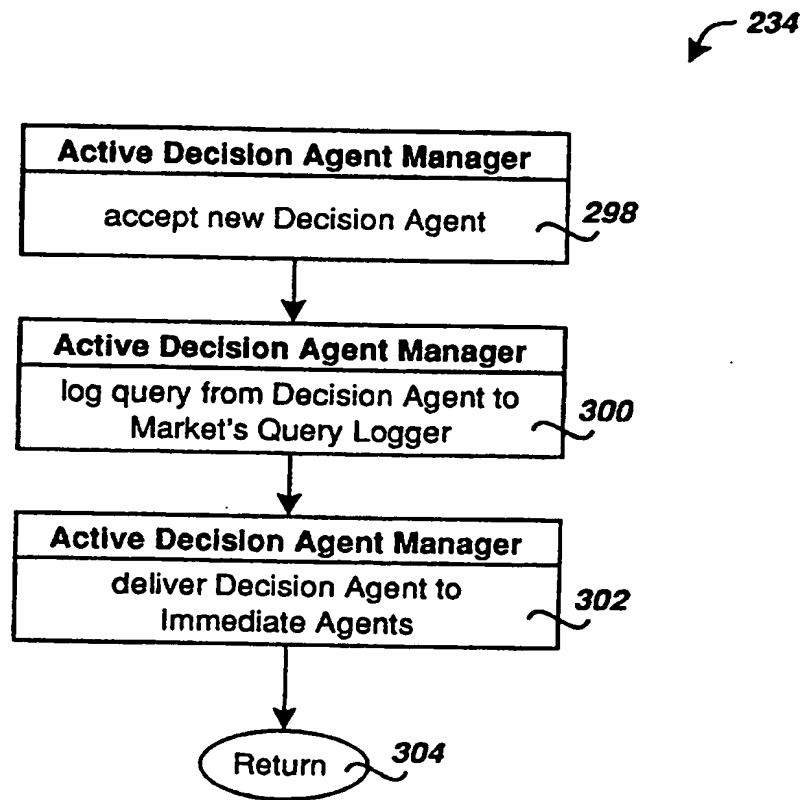 234
Active Decision Agent Manager
accept new Decision Agent
298
Active Decision Agent Manager
log query from Decision Agent to
Market's Query Logger
300
Active Decision Agent Manager
deliver Decision Agent to
Immediate Agents
302
Return
304